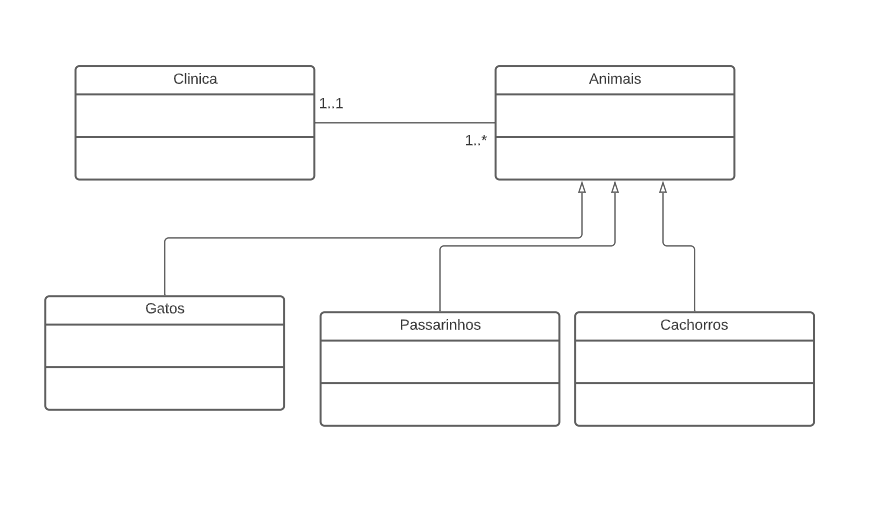 Clinica
Animais
1..1
1..*
Gatos
Passarinhos
Cachorros